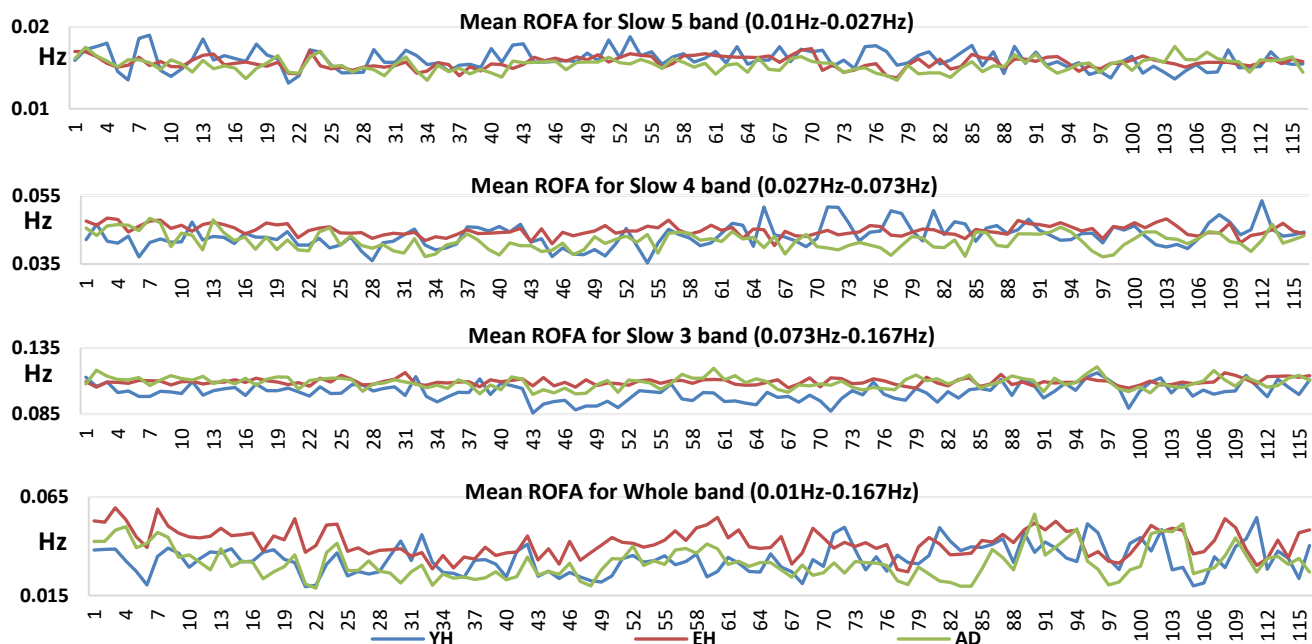 Mean ROFA for Slow 5 band (0.01Hz-0.027Hz)
0.02
Hz
0.01
1 4 7 10 13 16 19 22 25 28 31 34 37 40 43 46 49 52 55 58 61 64 67 70 73 76 79 82 85 88 91 94 97 100 103 106 109 112 115
Mean ROFA for Slow 4 band (0.027Hz-0.073Hz)
0.055
Hz
0.035
1 4 7 10 13 16 19 22 25 28 31 34 37 40 43 46 49 52 55 58 61 64 67 70 73 76 79 82 85 88 91 94 97 100 103 106 109 112 115
Mean ROFA for Slow 3 band (0.073Hz-0.167Hz)
0.135
Hz
0.085
1 4 7 10 13 16 19 22 25 28 31 34 37 40 43 46 49 52 55 58 61 64 67 70 73 76 79 82 85 88 91 94 97 100 103 106 109 112 115
Mean ROFA for Whole band (0.01Hz-0.167Hz)
0.065
Hz
0.015
1 4 7 10 13 16 19 22 25 28 31 34 37 40 43 46 49 52 55 58 61 64 67 70 73 76 79 82 85 88 91 94 97 100 103 106 109 112 115
YH EH AD